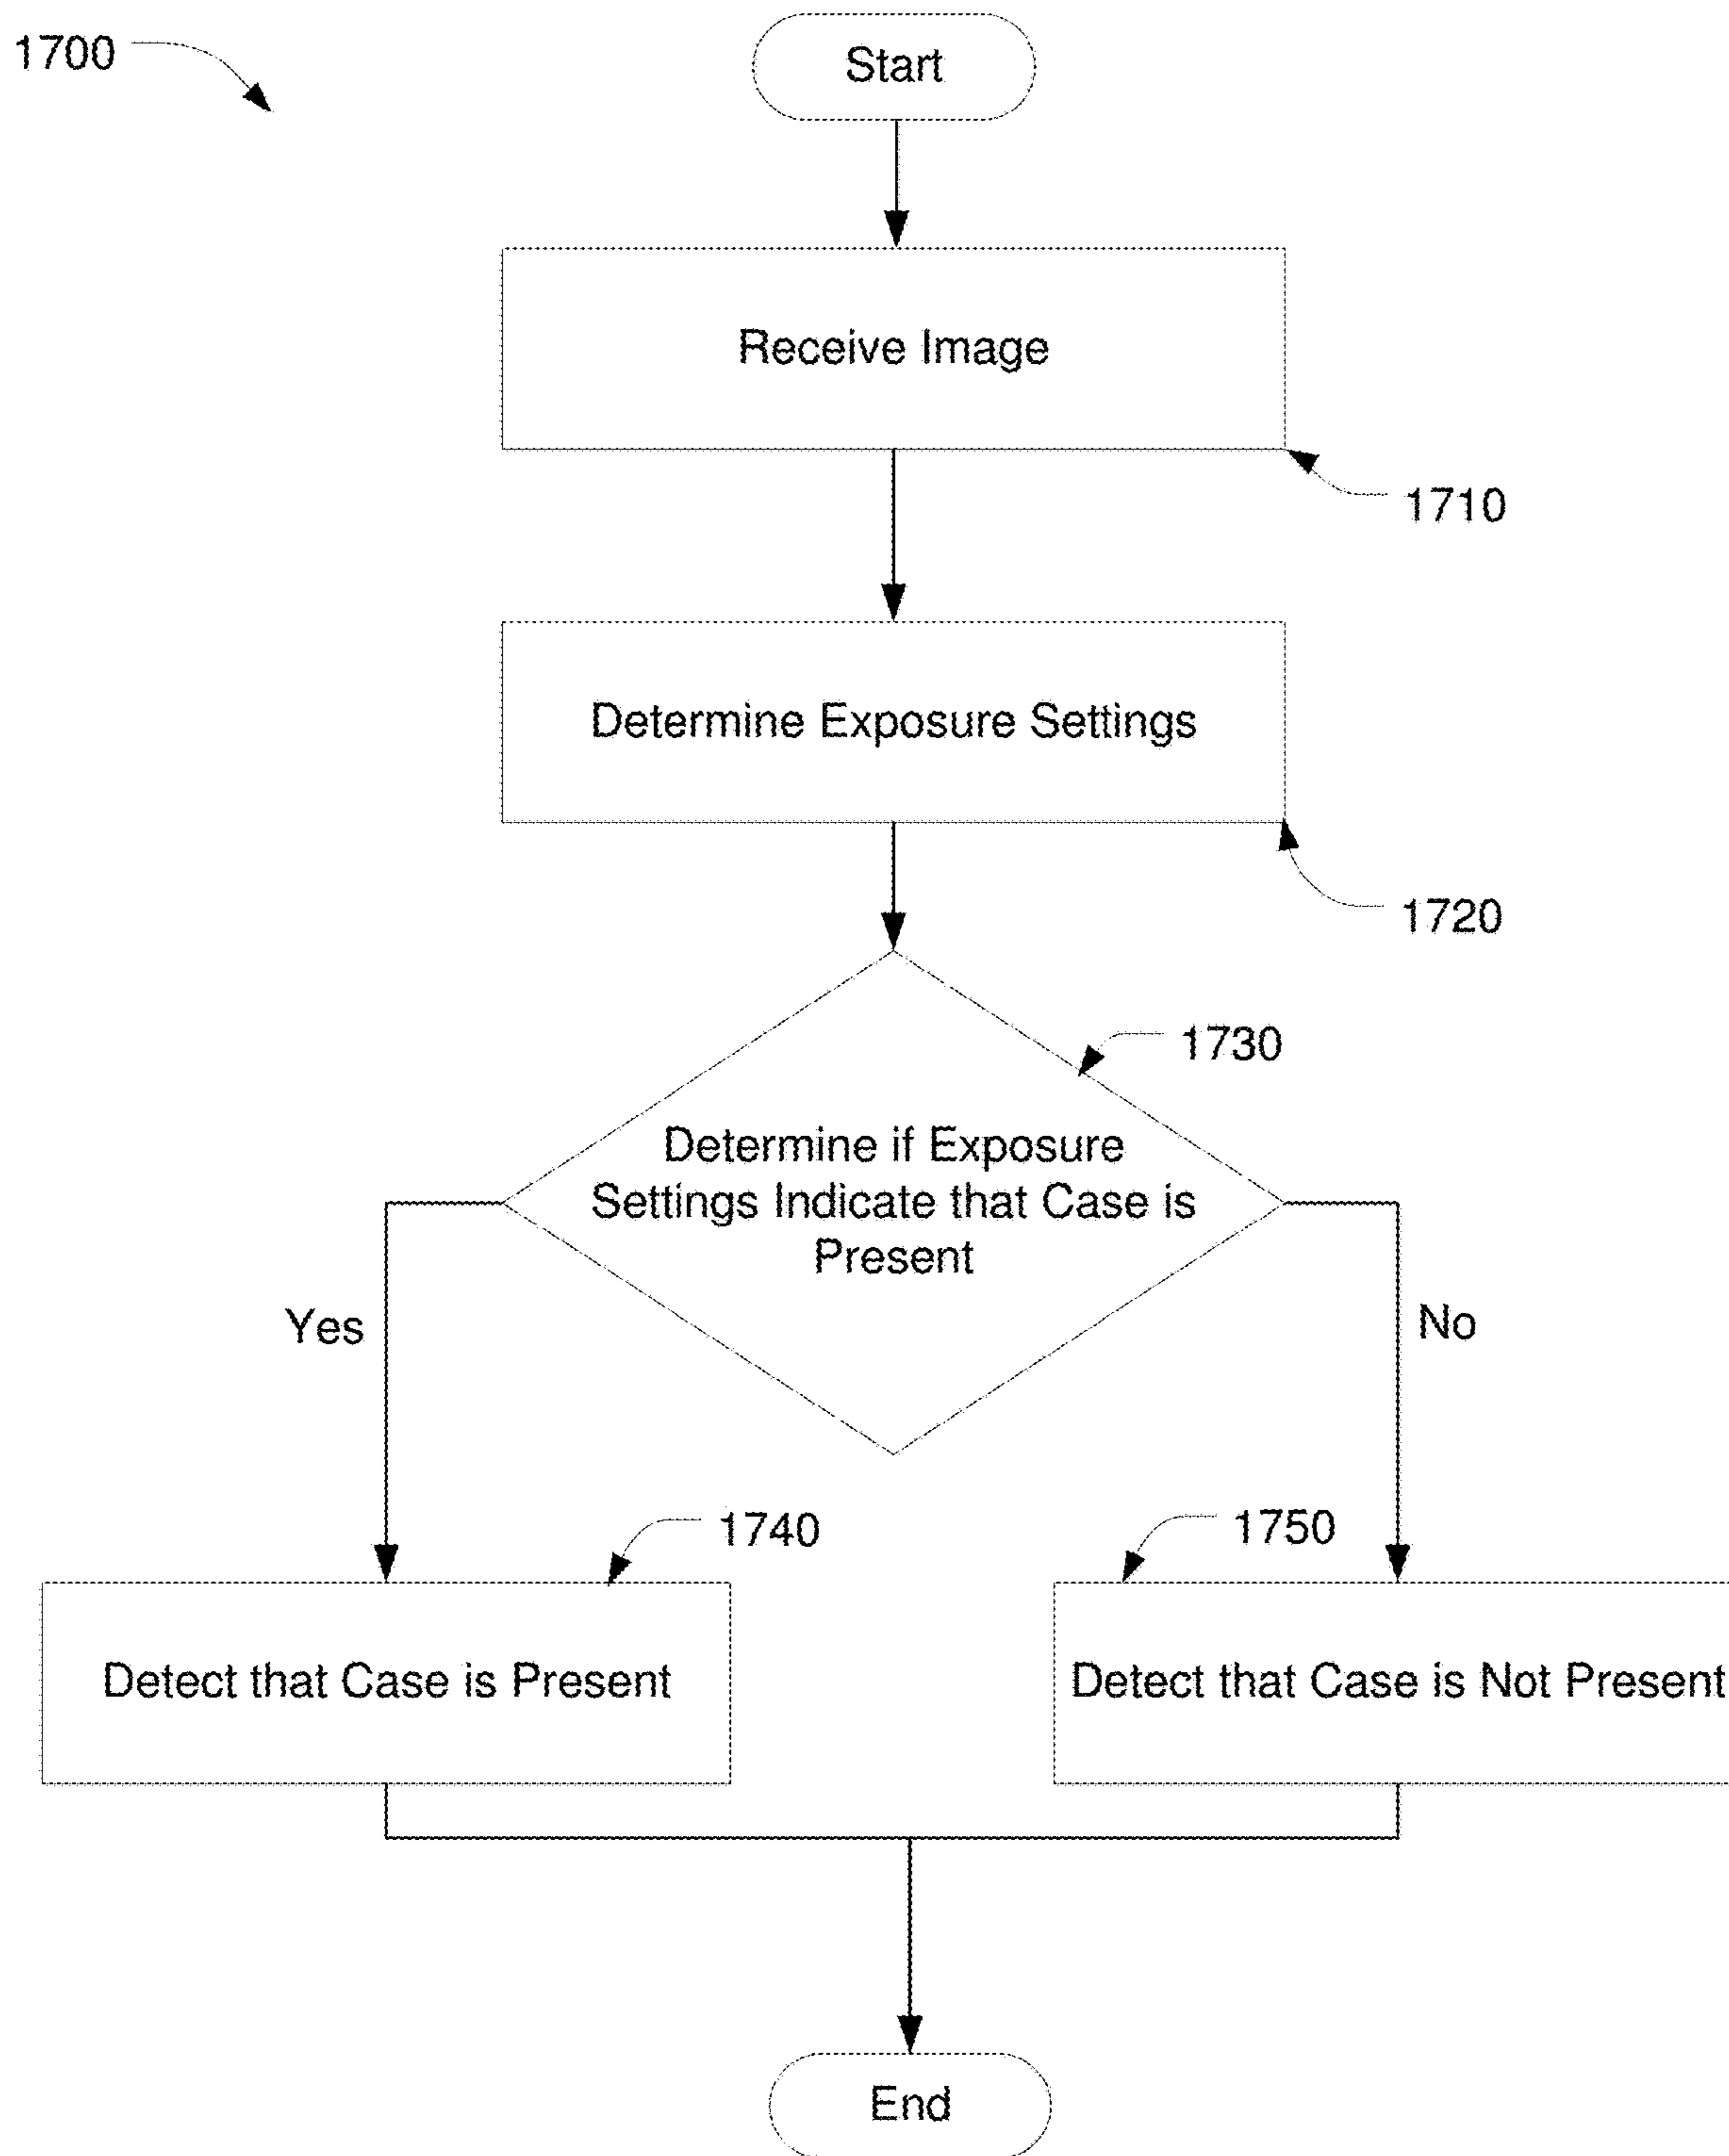 1700
Start
Receive Image
1710
Determine Exposure Settings
1720
1730
Determine if Exposure
Settings Indicate that Case is
Present
Yes
No
1740
1750
Detect that Case is Present
Detect that Case is Not Present
End